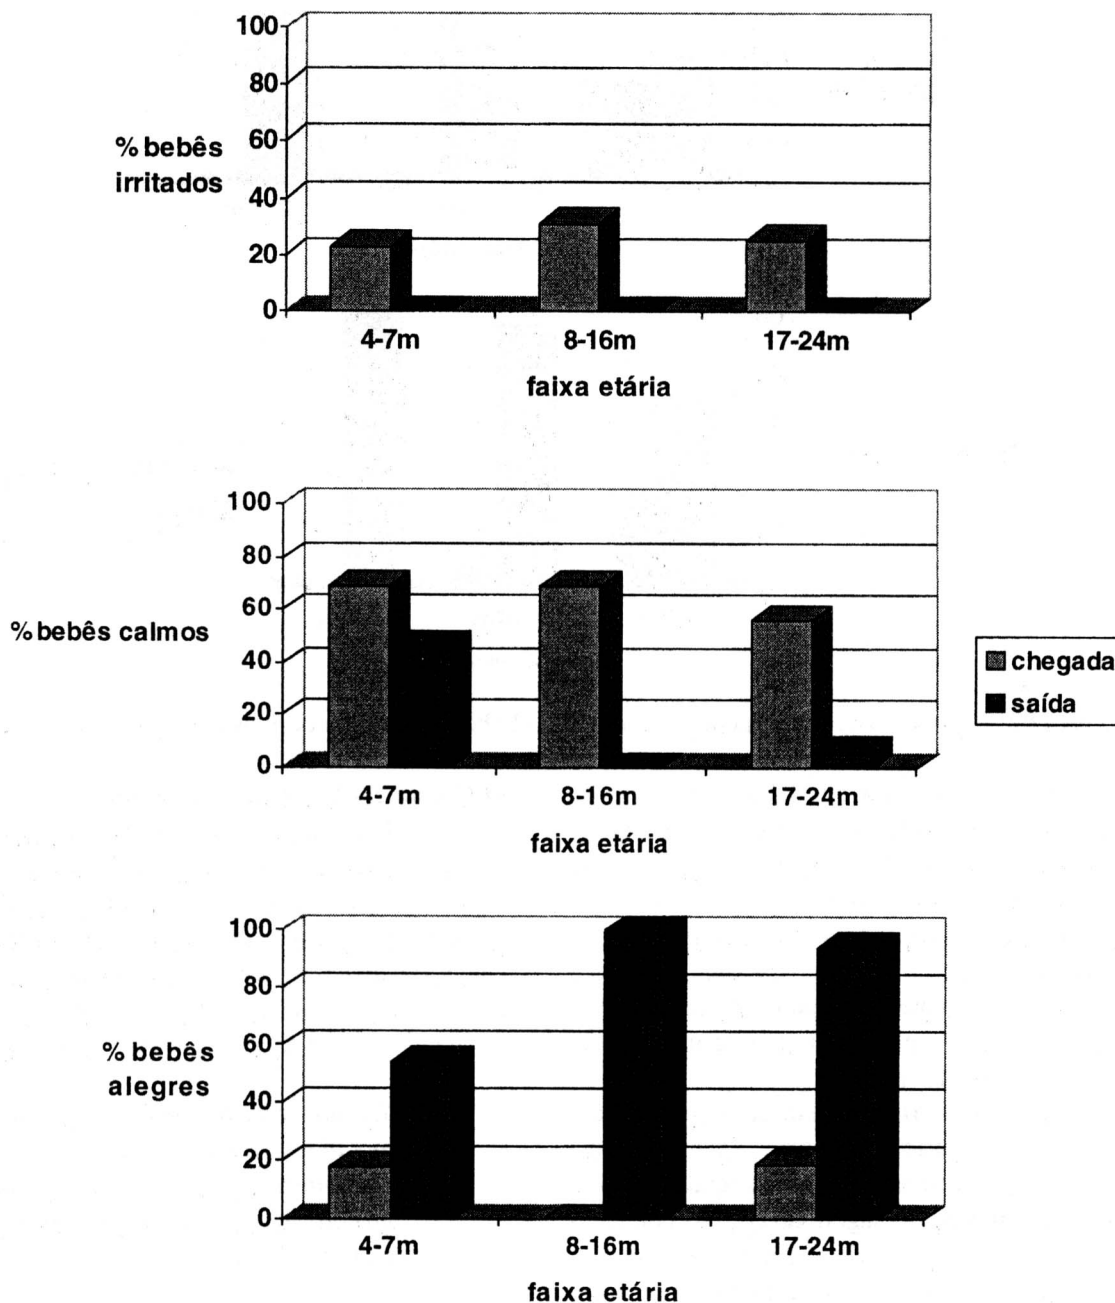 100
80
60
40
20
0
% bebês
irritados
4-7m 8-16m 17-24m
faixa etária
100
80
60
40
20
0
% bebês calmos
4-7m 8-16m 17-24m
faixa etária
chegada
saída
100
80
60
40
20
0
% bebês
alegres
4-7m 8-16m 17-24m
faixa etária